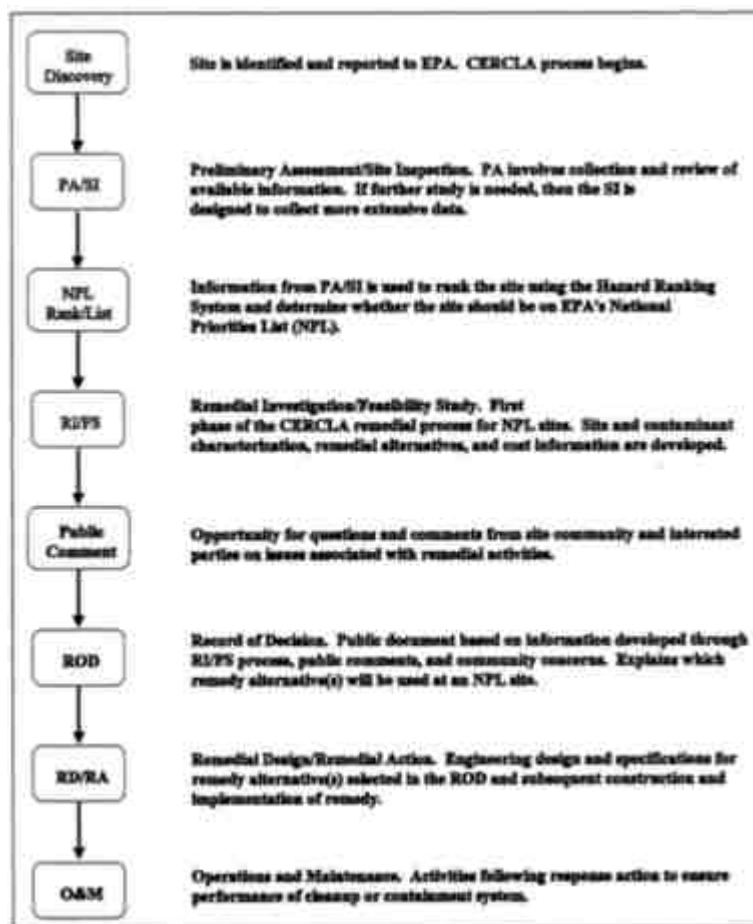 Site
Discovery
Site is identified and reported to EPA. CERCLA process begins.
PA/SI
Preliminary Assessment/Site Inspection. PA involves collection and review of
available information. If further study is needed, then the SI is
designed to collect more extensive data.
NPL
Rank/List
Information from PA/SI is used to rank the site using the Hazard Ranking
System and determine whether the site should be on EPA's National
Priorities List (NPL).
RI/FS
Remedial Investigation/Feasibility Study. First
phase of the CERCLA remedial process for NPL sites. Site and contaminant
characterization, remedial alternatives, and cost information are developed.
Public
Comment
Opportunity for questions and comments from site community and interested
parties on issues associated with remedial activities.
ROD
Record of Decision. Public document based on information developed through
RI/FS process, public comments, and community concerns. Explains which
remedy alternative(s) will be used at an NPL site.
RD/RA
Remedial Design/Remedial Action. Engineering design and specifications for
remedy alternative(s) selected in the ROD and subsequent construction and
implementation of remedy.
O&M
Operations and Maintenance. Activities following response action to ensure
performance of cleanup or containment system.